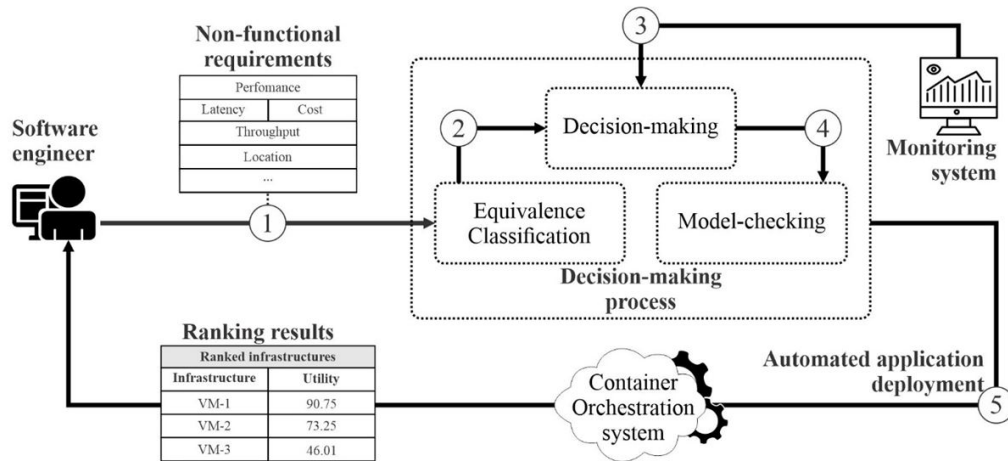 Non-functional
requirements
Perfomance
Latency Cost
Throughput
Location
...
Software
engineer
1
2
3
4
Decision-making
Equivalence
Classification
Model-checking
Decision-making
process
Monitoring
system
Automated application
deployment
5
Container
Orchestration
system
Ranking results
Ranked infrastructures
Infrastructure Utility
VM-1 90.75
VM-2 73.25
VM-3 46.01